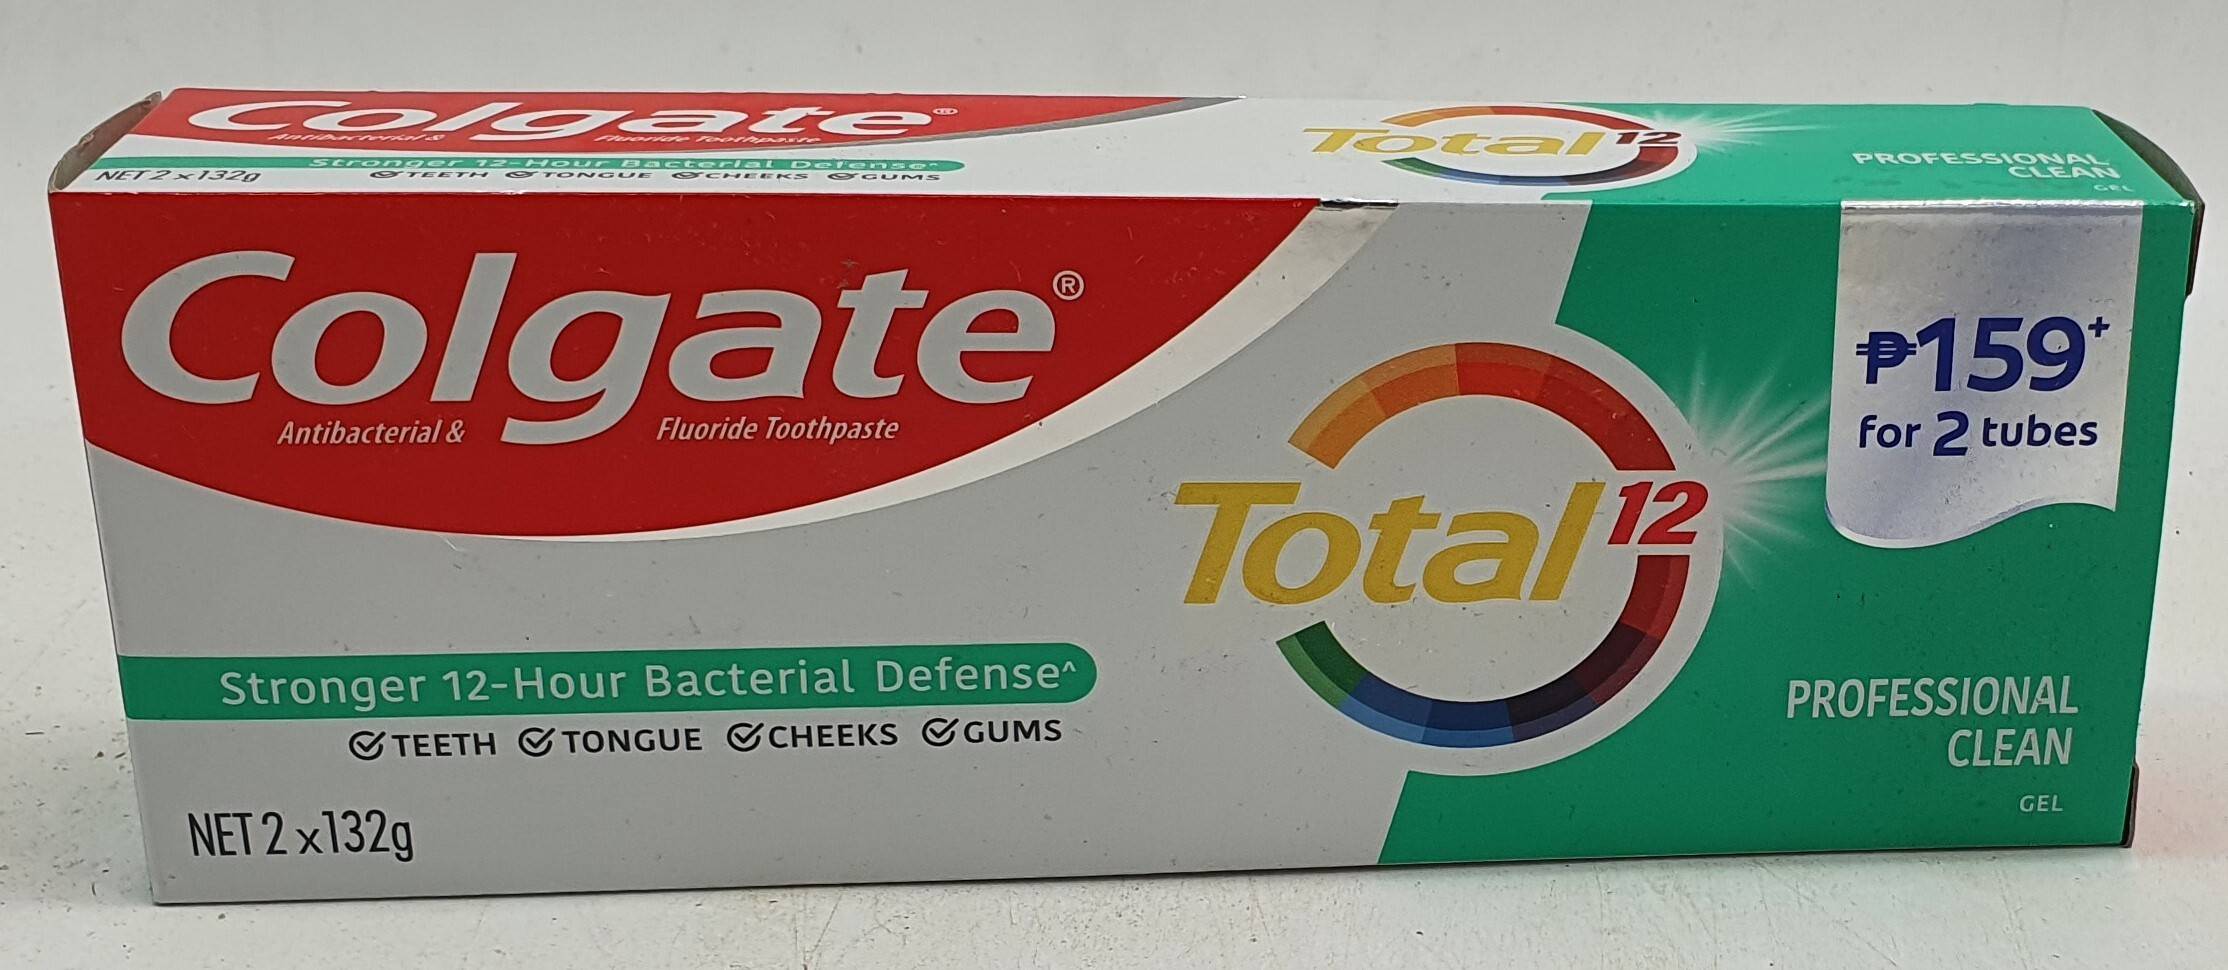 Colgate®
Antibacterial & Fluoride Toothpaste
Stronger 12-Hour Bacterial Defense^
TEETH TONGUE CHEEKS GUMS
NET 2 x132g
Total 12
PROFESSIONAL
CLEAN
GEL
Colgate®
Antibacterial & Fluoride Toothpaste
Total 12
₱159+
for 2 tubes
Stronger 12-Hour Bacterial Defense^
TEETH TONGUE CHEEKS GUMS
NET 2 x132g
PROFESSIONAL
CLEAN
GEL